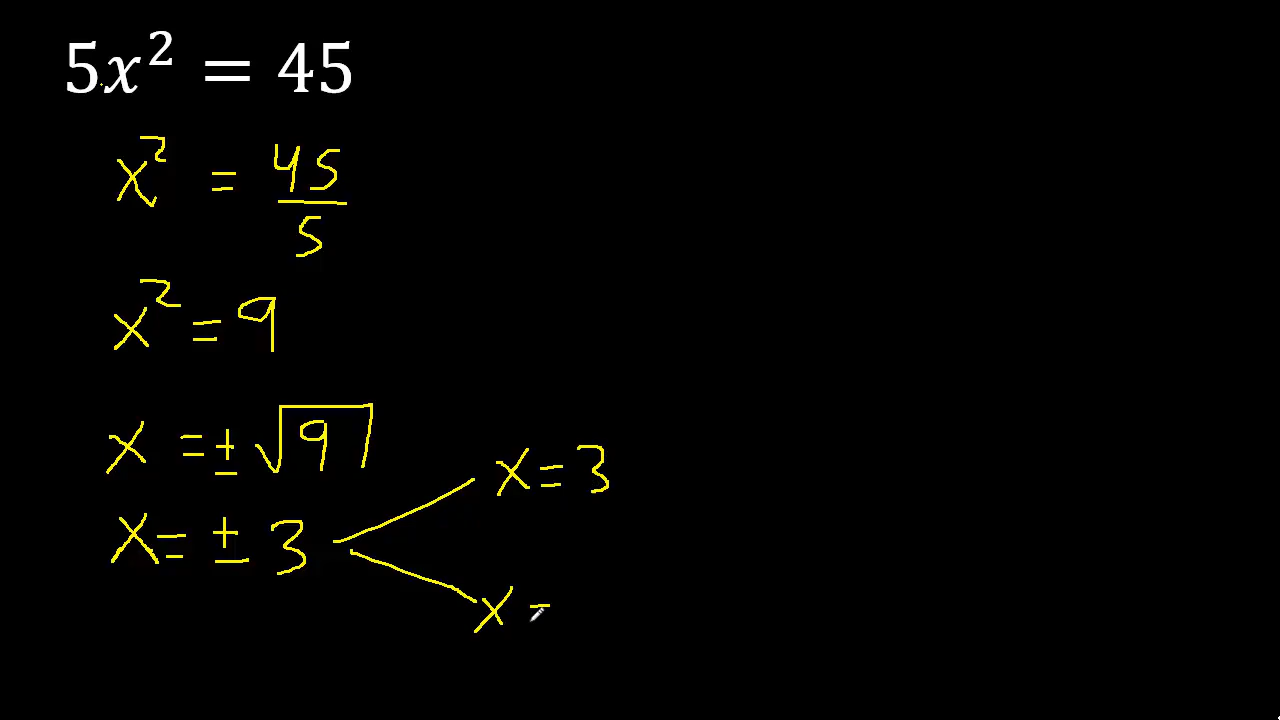 5x² = 45
x² = 45/5
x² = 9
x = ± √9
x = ± 3
x = 3
x =